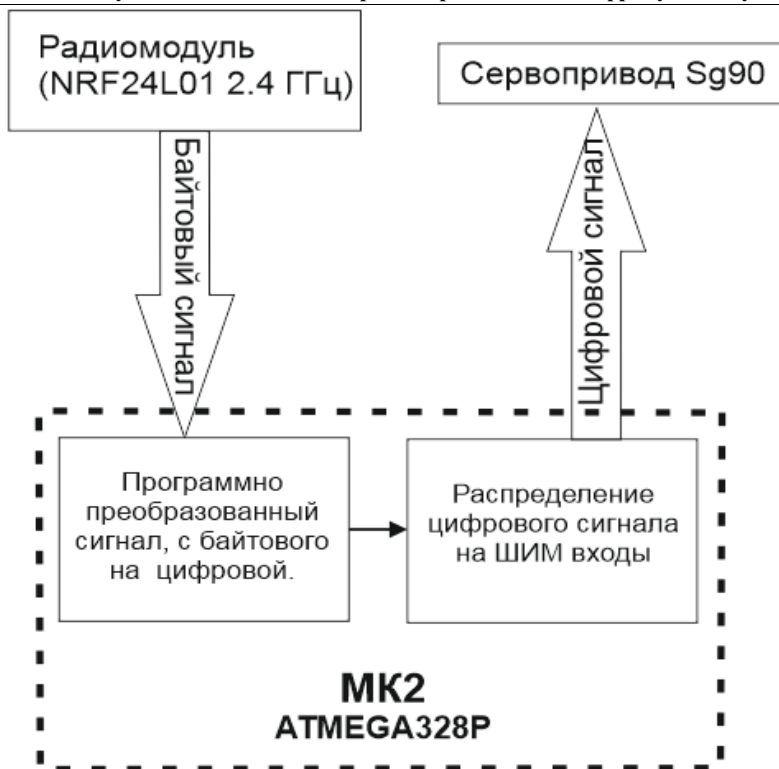 Радиомодуль
(NRF24L01 2.4 ГГц)
Сервопривод Sg90
Байтовый сигнал
Цифровой сигнал
Программно
преобразованный
сигнал, с байтового
на цифровой.
Распределение
цифрового сигнала
на ШИМ входы
МК2
ATMEGA328P